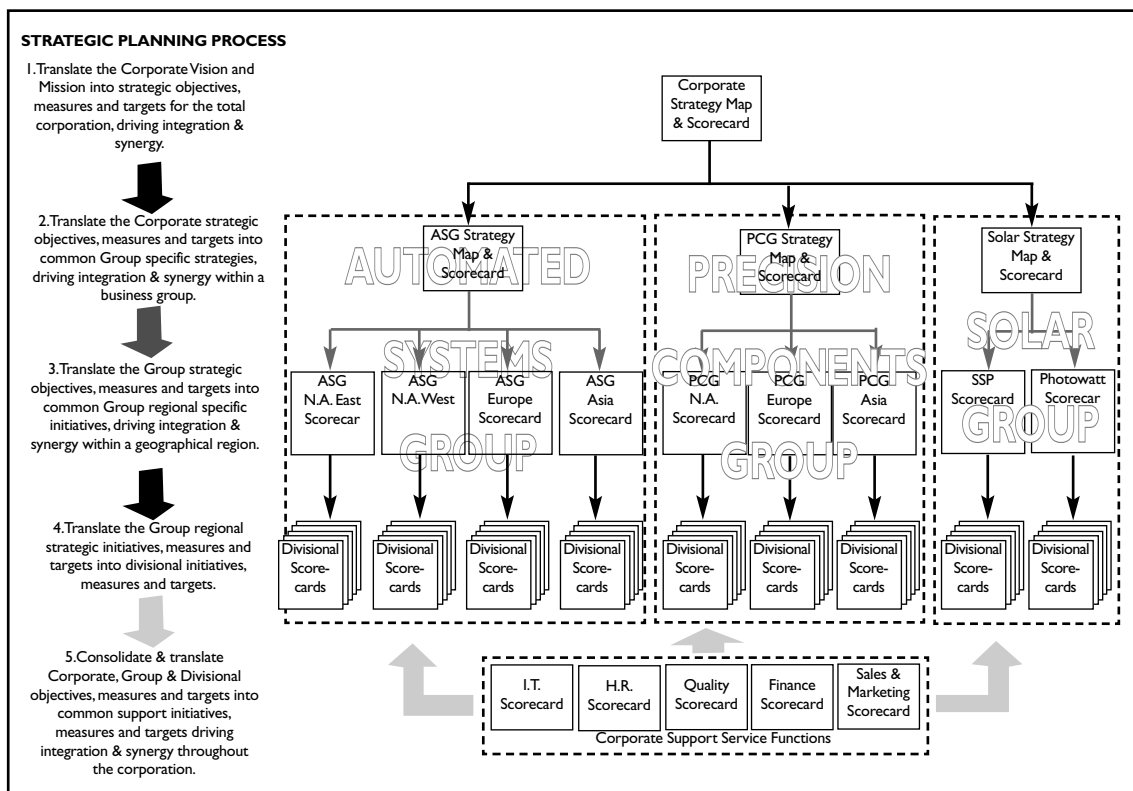 STRATEGIC PLANNING PROCESS
1.Translate the Corporate Vision and
Mission into strategic objectives,
measures and targets for the total
corporation, driving integration &
synergy.
2.Translate the Corporate strategic
objectives, measures and targets into
common Group specific strategies,
driving integration & synergy within a
business group.
3.Translate the Group strategic
objectives, measures and targets into
common Group regional specific
initiatives, driving integration &
synergy within a geographical region.
4.Translate the Group regional
strategic initiatives, measures and
targets into divisional initiatives,
measures and targets.
5.Consolidate & translate
Corporate, Group & Divisional
objectives, measures and targets into
common support initiatives,
measures and targets driving
integration & synergy throughout
the corporation.
Corporate
Strategy Map
& Scorecard
AUTOMATED
SYSTEMS
GROUP
ASG Strategy
Map &
Scorecard
ASG
N.A. East
Scorecar
ASG
N.A. West
ASG
Europe
Scorecard
ASG
Asia
Scorecard
Divisional
Score-
cards
Divisional
Score-
cards
Divisional
Score-
cards
Divisional
Score-
cards
PRECISION
COMPONENTS
GROUP
PCG Strategy
Map &
Scorecard
PCG
N.A.
Scorecard
PCG
Europe
Scorecard
PCG
Asia
Scorecard
Divisional
Score-
cards
Divisional
Score-
cards
Divisional
Score-
cards
SOLAR
GROUP
Solar Strategy
Map &
Scorecard
SSP
Scorecard
Photowatt
Scorecar
Divisional
Score-
cards
Divisional
Score-
cards
I.T.
Scorecard
H.R.
Scorecard
Quality
Scorecard
Finance
Scorecard
Sales &
Marketing
Scorecard
Corporate Support Service Functions